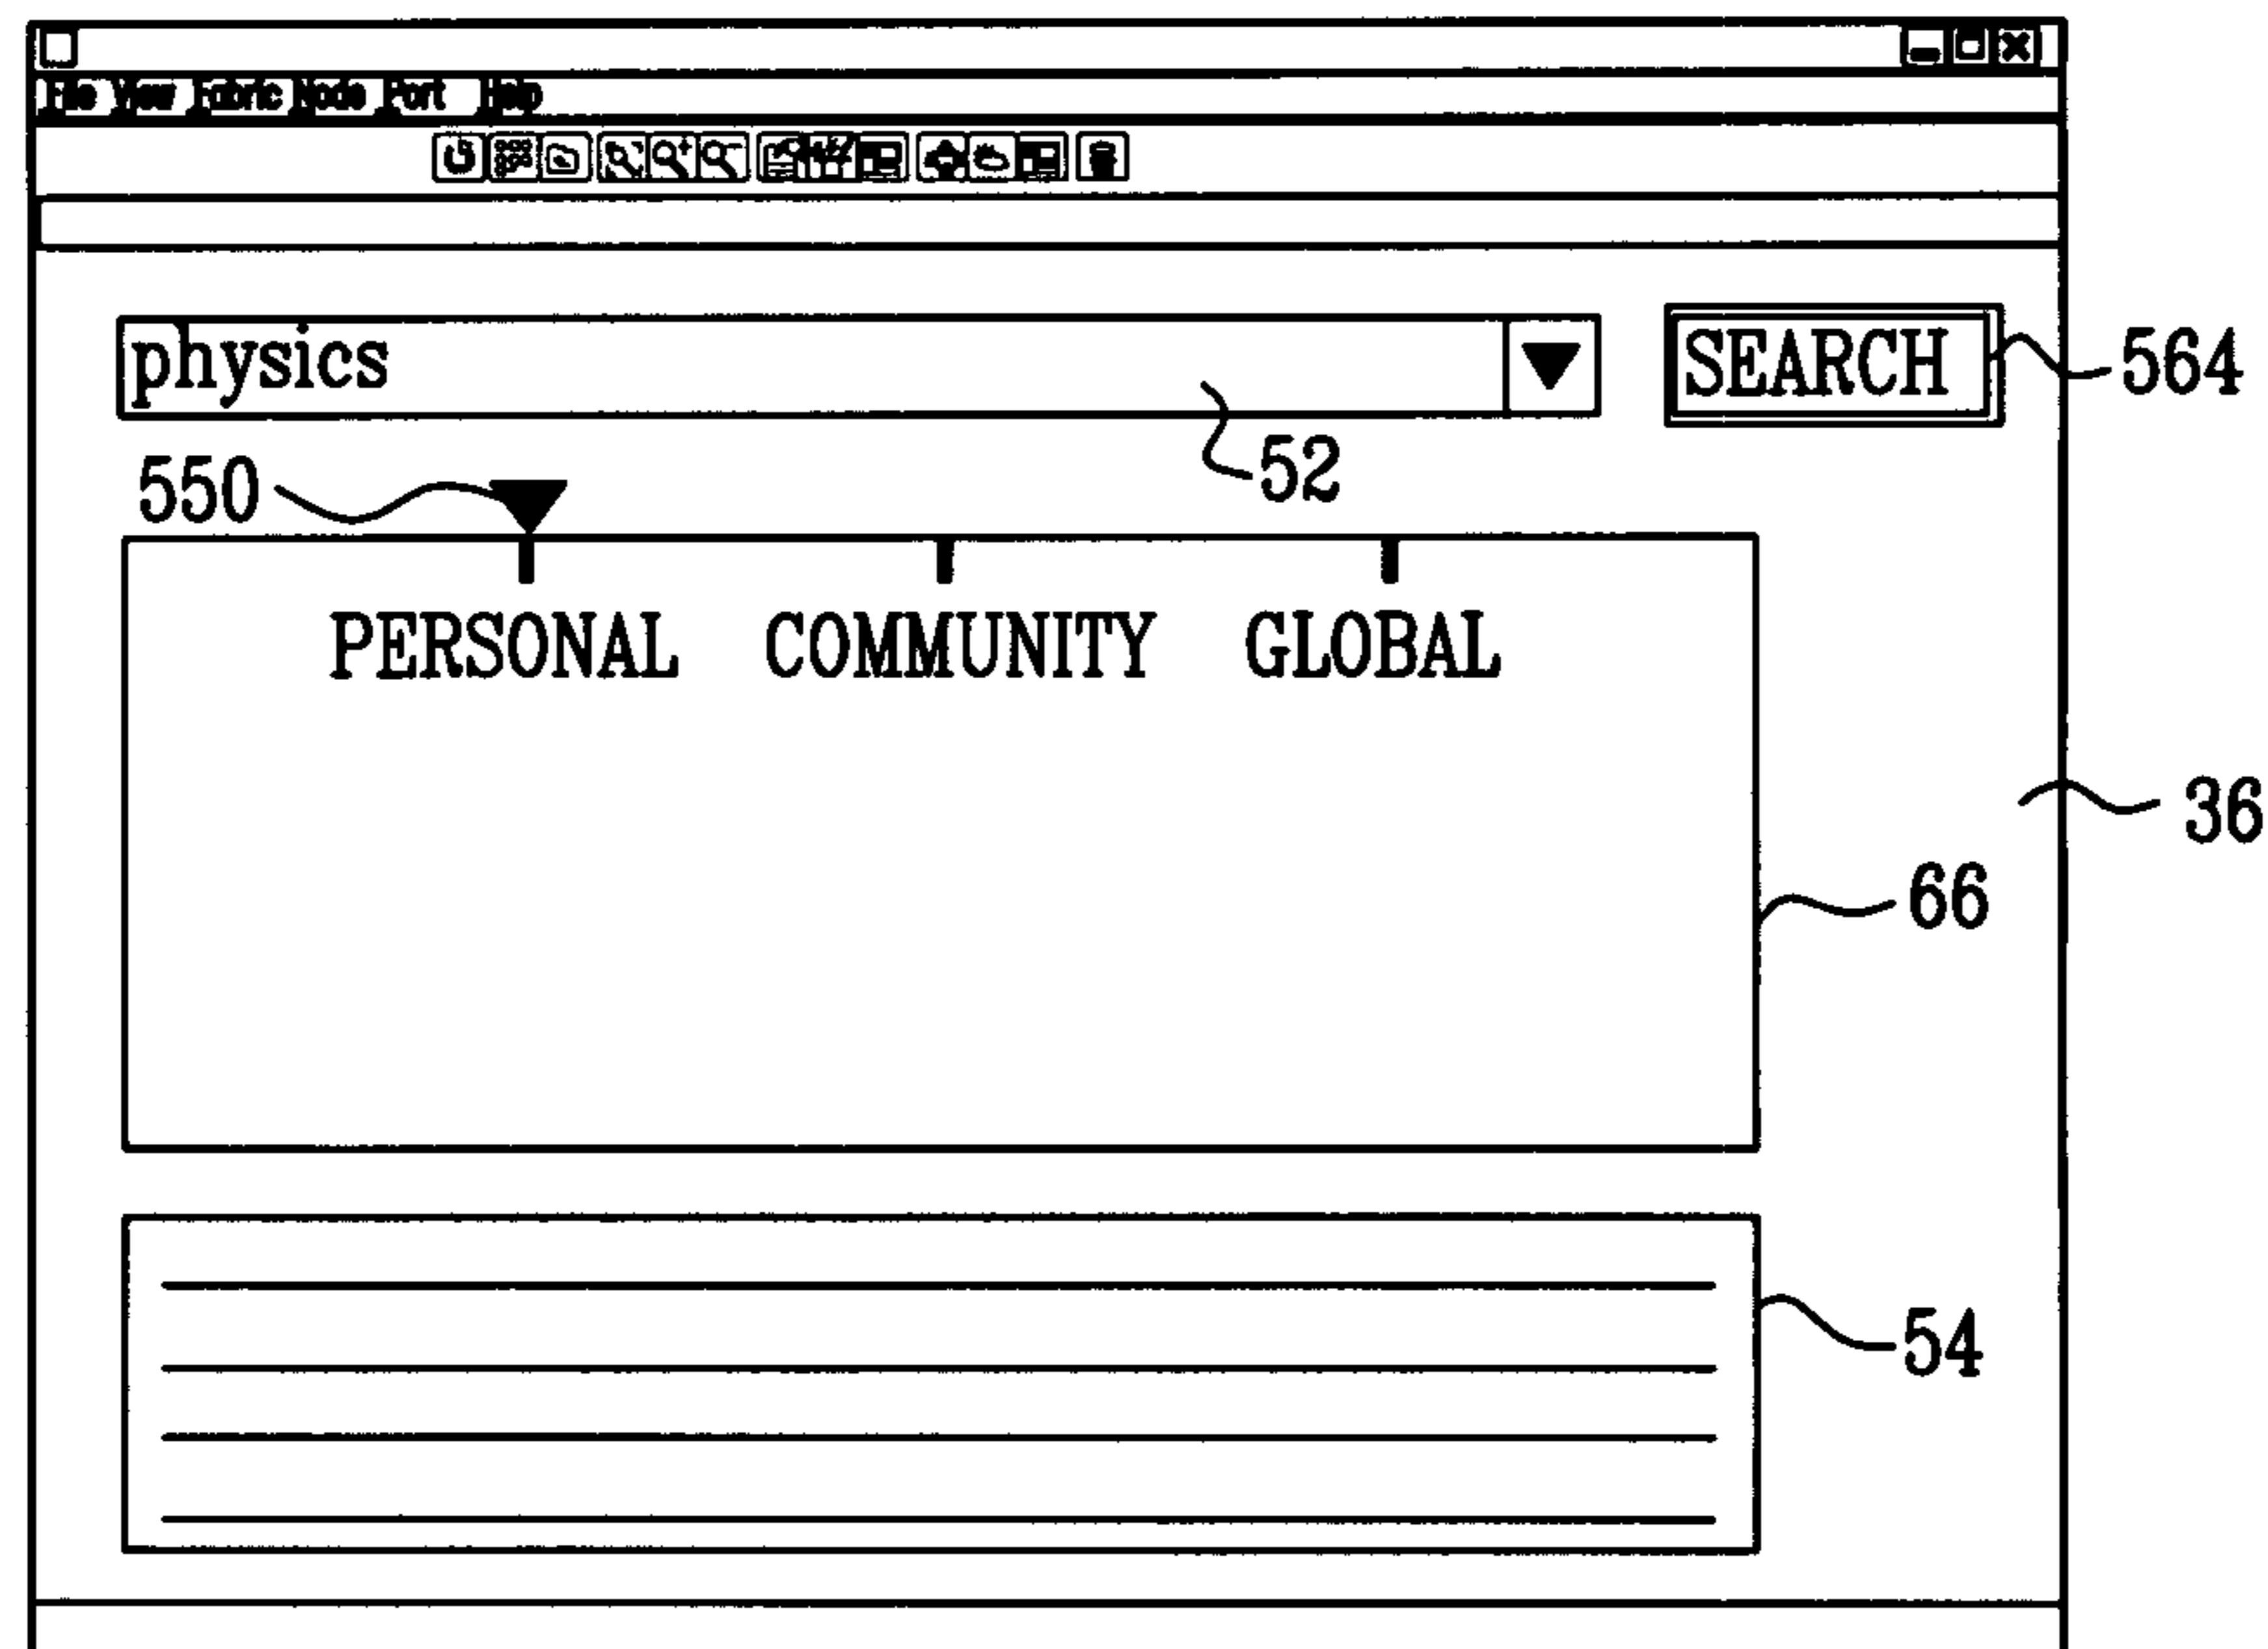 File View Fabric Node Port Help
physics SEARCH 564
52
550
PERSONAL COMMUNITY GLOBAL
36
66
54